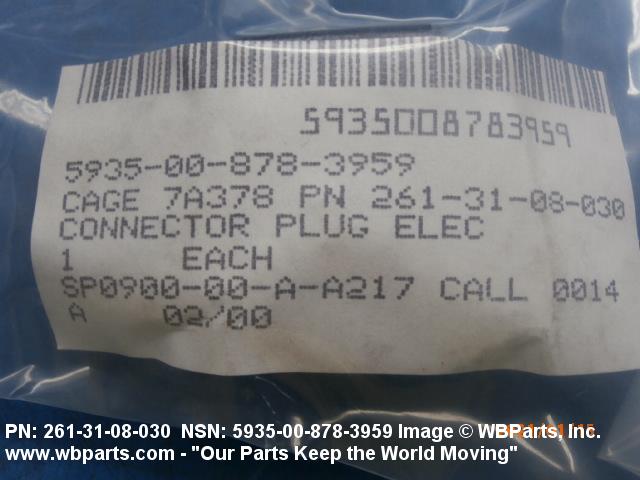 5935008783959
5935-00-878-3959
CAGE 7A378 PN 261-31-08-030
CONNECTOR PLUG ELEC
1 EACH
SP0900-00-A-A217 CALL 0014
A 02/00
PN: 261-31-08-030 NSN: 5935-00-878-3959 Image © WBParts, Inc.
www.wbparts.com - "Our Parts Keep the World Moving"